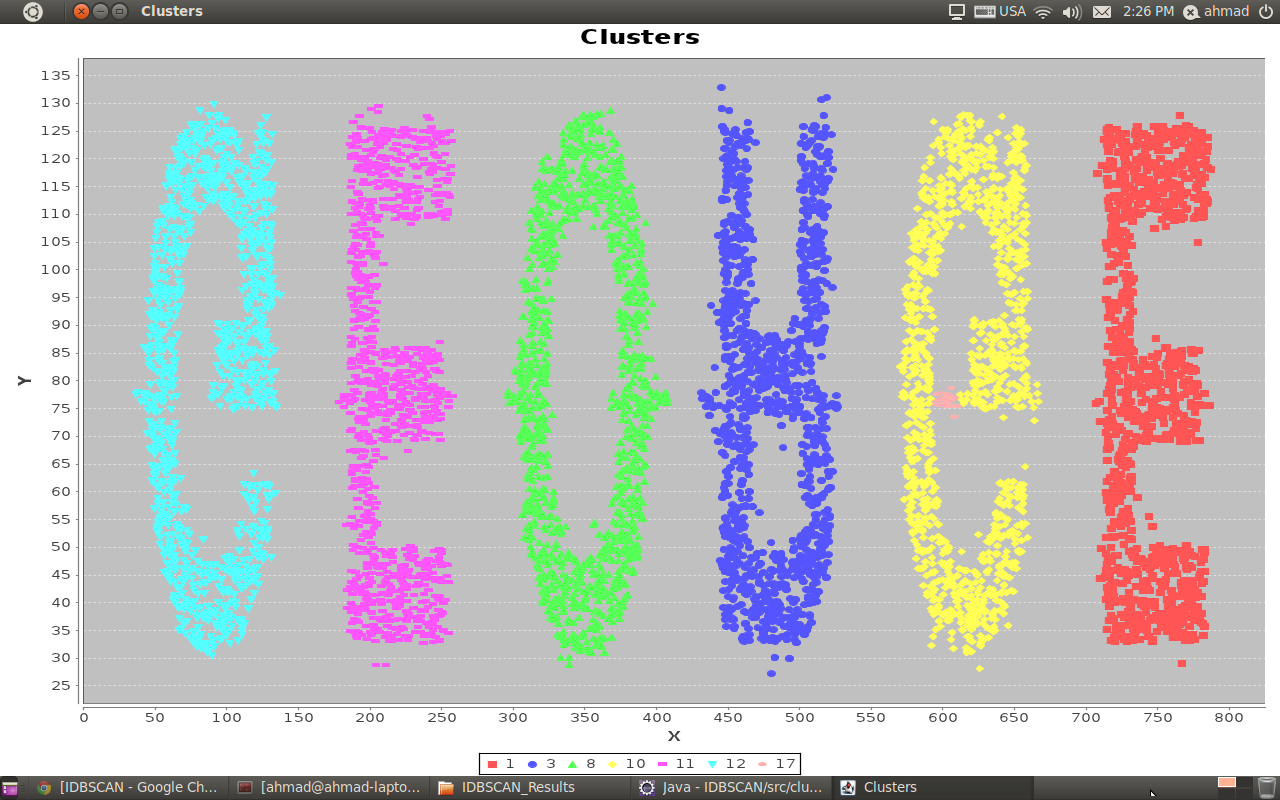 Clusters
USA
2:26 PM
ahmad
Clusters
135
130
125
120
115
110
105
100
95
90
85
80
75
70
65
60
55
50
45
40
35
30
25
Y
0 50 100 150 200 250 300 350 400 450 500 550 600 650 700 750 800
X
1 3 8 10 11 12 17
[IDBSCAN - Google Ch...
[ahmad@ahmad-lapto...
IDBSCAN_Results
Java - IDBSCAN/src/clu...
Clusters